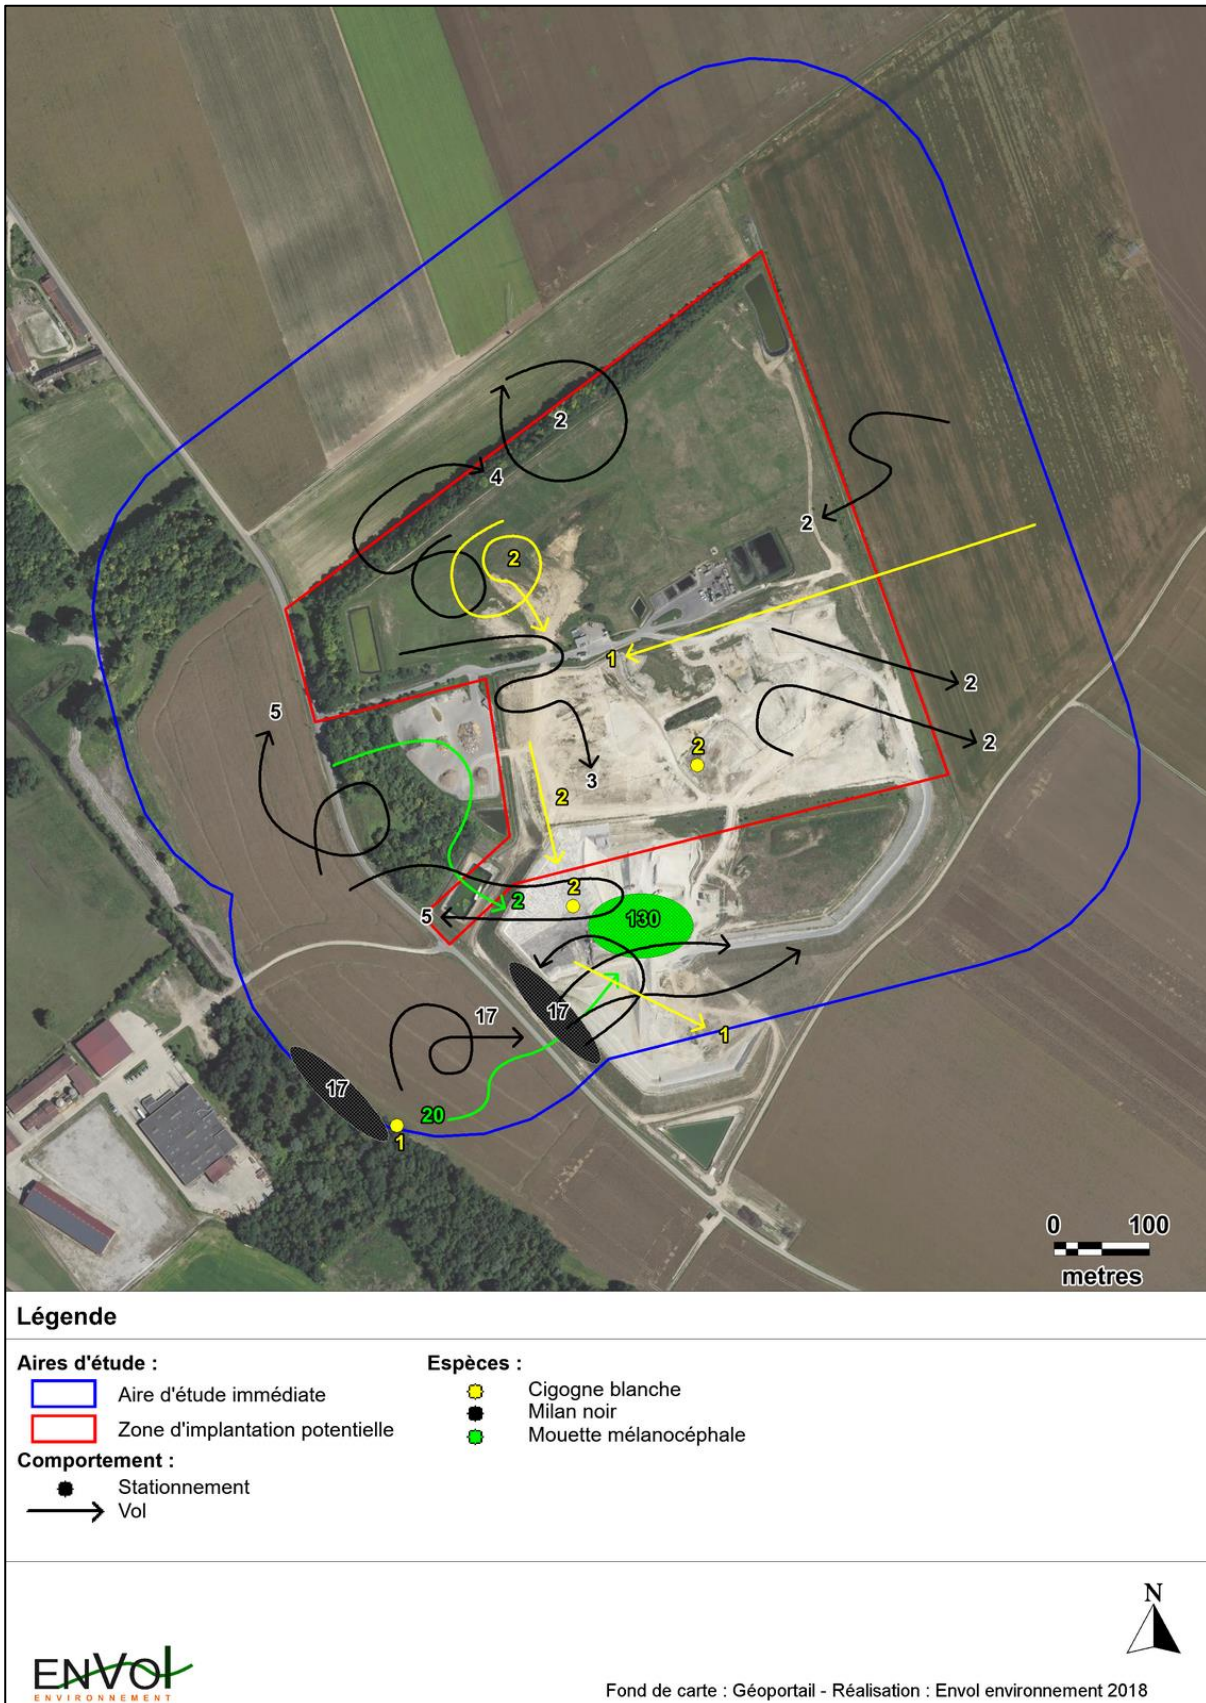 2
4
2
2
2
1
5
2
2
2
3
2
2
2
130
5
17
17
1
17
20
1
0 100
metres
Légende
Aires d'étude :
Aire d'étude immédiate
Zone d'implantation potentielle
Comportement :
Stationnement
Vol
Espèces :
Cigogne blanche
Milan noir
Mouette mélanocéphale
N
ENVOL
ENVIRONNEMENT
Fond de carte : Géoportail - Réalisation : Envol environnement 2018